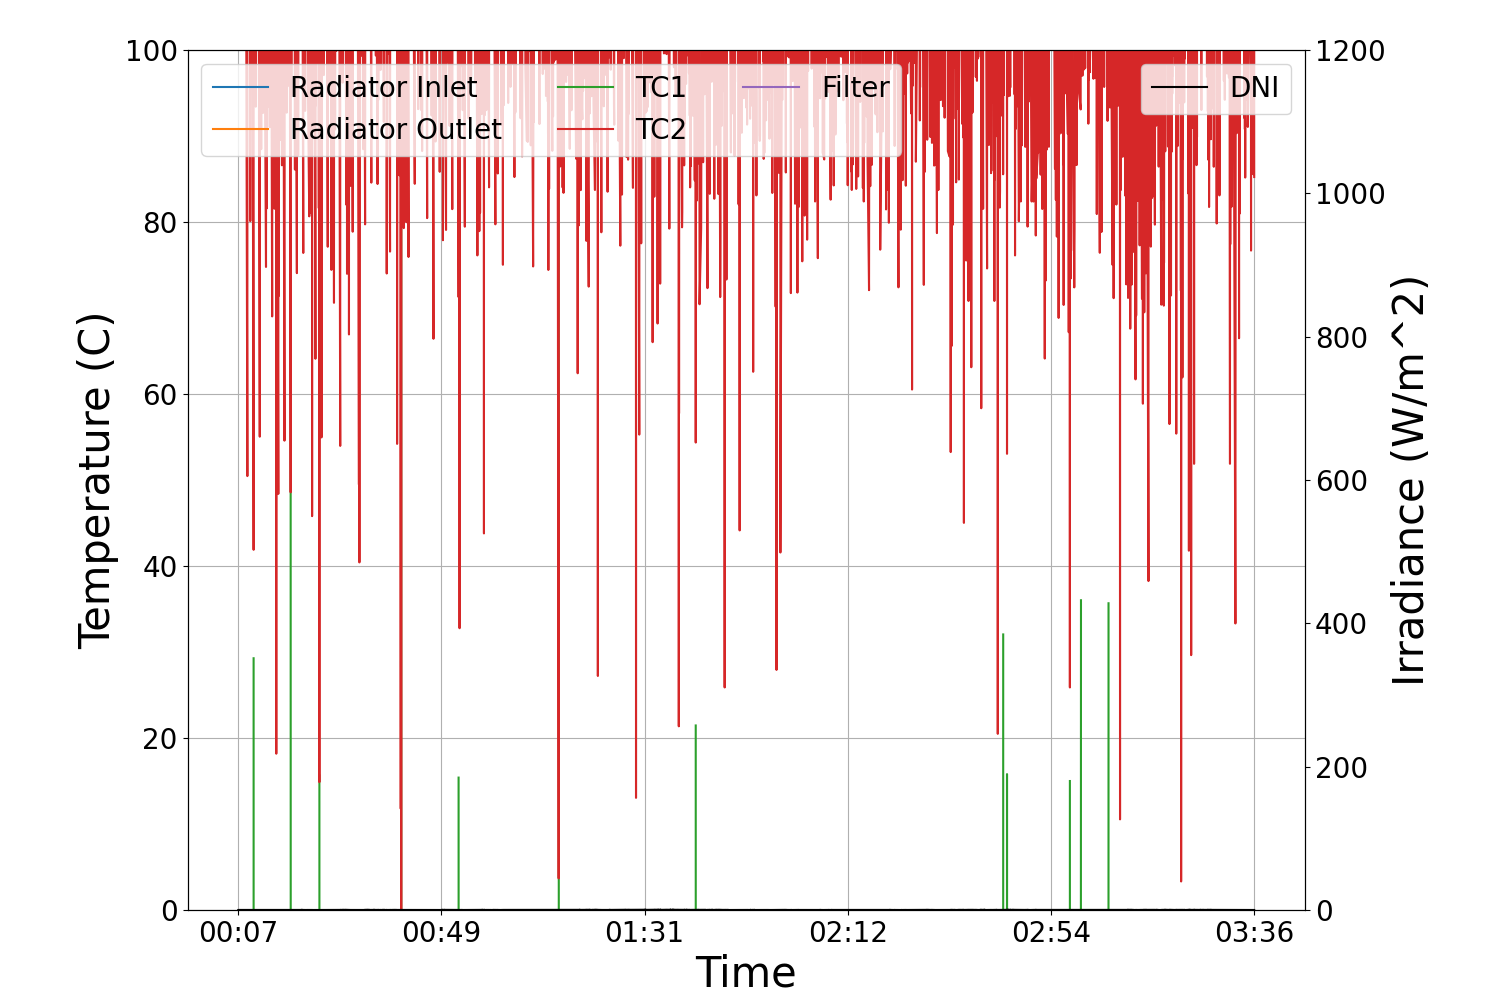 100
80
60
40
20
0
Temperature (C)
Radiator Inlet
Radiator Outlet
TC1
TC2
Filter
DNI
1200
1000
800
600
400
200
0
Irradiance (W/m^2)
00:07 00:49 01:31 02:12 02:54 03:36
Time